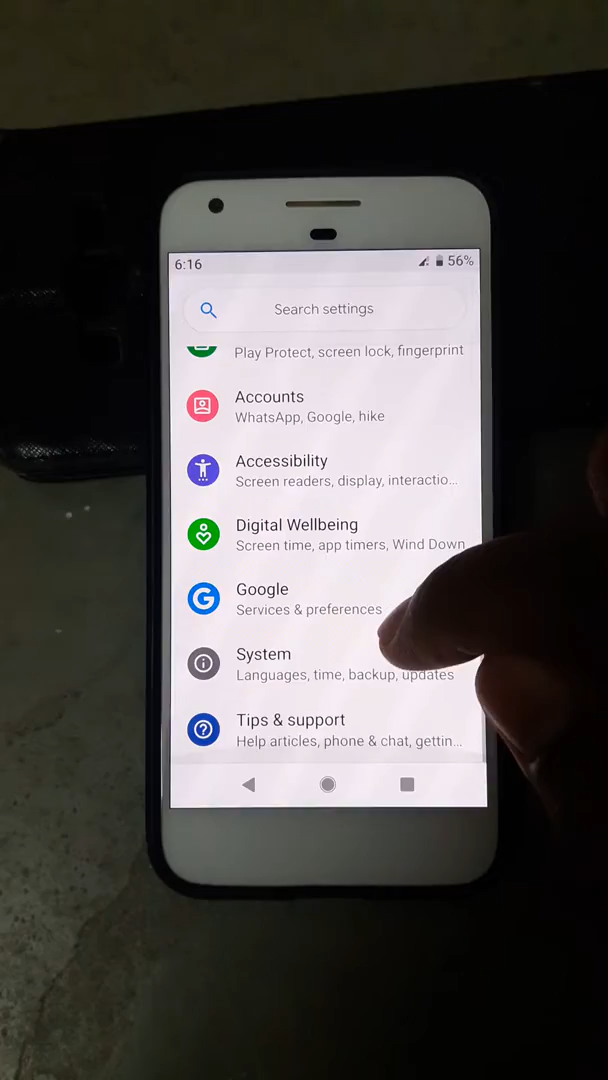 6:16
56%
Search settings
Play Protect, screen lock, fingerprint
Accounts
WhatsApp, Google, hike
Accessibility
Screen readers, display, interactio...
Digital Wellbeing
Screen time, app timers, Wind Down
Google
Services & preferences
System
Languages, time, backup, updates
Tips & support
Help articles, phone & chat, gettin...